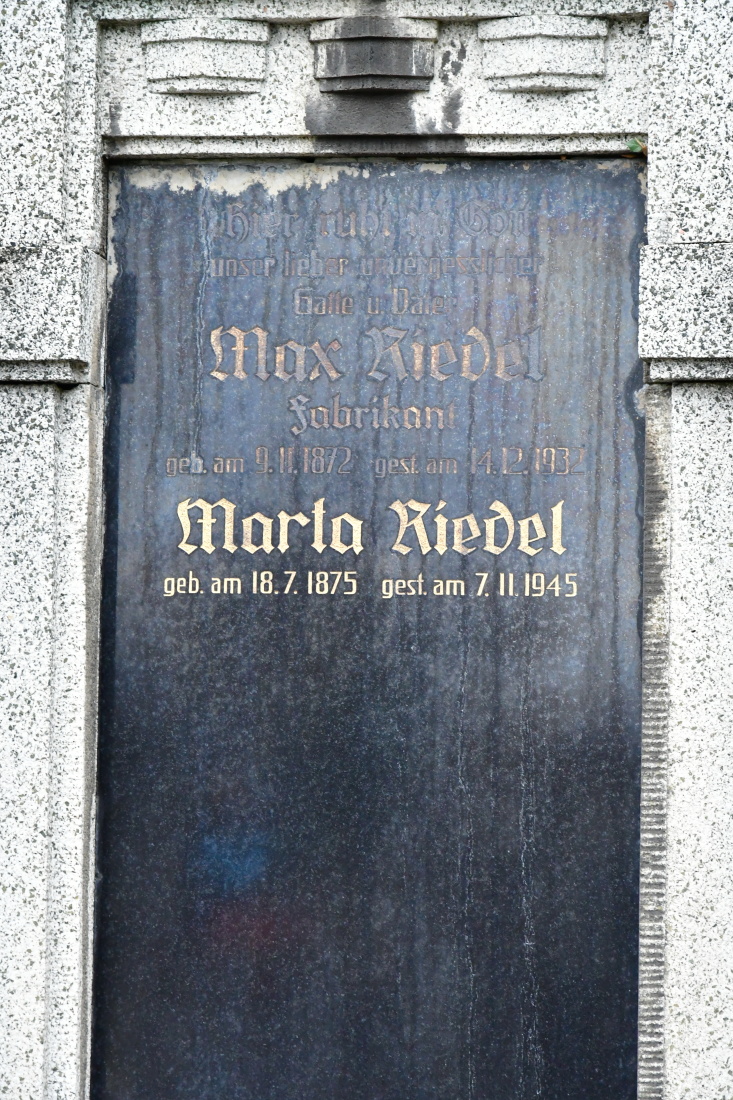 Hier ruht in Gott
unser lieber unvergesslicher
Gatte u. Vater
Max Riedel
Fabrikant
geb. am 9.11.1872 gest. am 14.12.1932
Marta Riedel
geb. am 18.7.1875 gest. am 7.11.1945